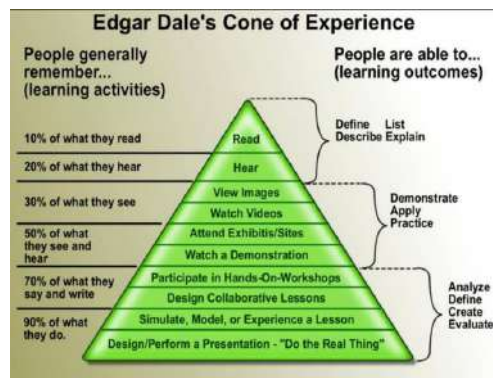 Edgar Dale's Cone of Experience
People generally
remember...
(learning activities)
People are able to...
(learning outcomes)
10% of what they read
20% of what they hear
30% of what they see
50% of what
they see and
hear
70% of what they
say and write
90% of what
they do.
Read
Hear
View Images
Watch Videos
Attend Exhibitis/Sites
Watch a Demonstration
Participate in Hands-On-Workshops
Design Collaborative Lessons
Simulate, Model, or Experience a Lesson
Design/Perform a Presentation - "Do the Real Thing"
Define List
Describe Explain
Demonstrate
Apply
Practice
Analyze
Define
Create
Evaluate